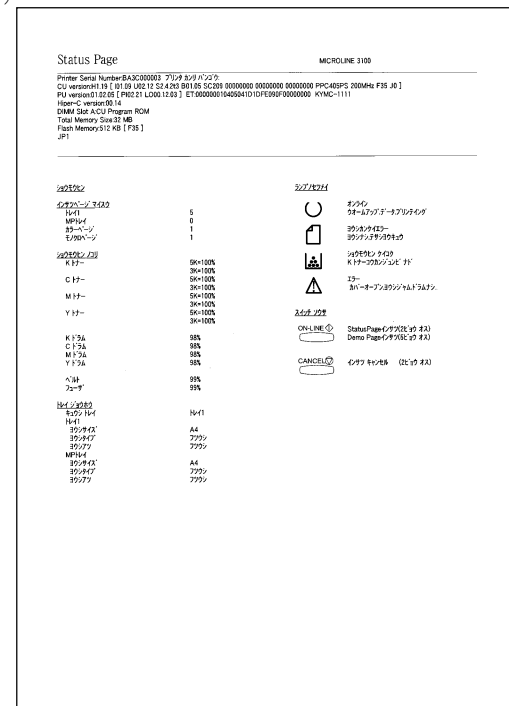 Status Page
MICROLINE 3100
Printer Serial Number:BA3C000003 プリンタ カンリ バンゴウ:
CU version:H1.19 [ I01.09 U02.12 S2.4.2t3 B01.05 SC209 00000000 00000000 00000000 PPC405PS 200MHz F35 J0 ]
PU version:01.02.05 [ PI02.21 LO00.12.03 ] ET:000000010405041D1DFE090F00000000 KYMC-1111
Hiper-C version:00.14
DIMM Slot A:CU Program ROM
Total Memory Size:32 MB
Flash Memory:512 KB [ F35 ]
JP1
ショウモウヒン
インサツページ マイスウ
トレイ1 5
MPトレイ 0
カラーページ 1
モノクロページ 1
ショウモウヒン ノコリ
K トナー 5K=100%
3K=100%
C トナー 5K=100%
3K=100%
M トナー 5K=100%
3K=100%
Y トナー 5K=100%
3K=100%
K ドラム 98%
C ドラム 98%
M ドラム 98%
Y ドラム 98%
ベルト 99%
フューザ 99%
トレイ ジョウホウ
キュウシ トレイ トレイ1
トレイ1
ヨウシサイズ A4
ヨウシタイプ フツウシ
ヨウシアツ フツウシ
MPトレイ
ヨウシサイズ A4
ヨウシタイプ フツウシ
ヨウシアツ フツウシ
ランプノセツメイ
オンライン
ウオームアップ.データ.プリンティング
ヨウシカンケイエラー
ヨウシナシ.テザシヨウキュウ
ショウモウヒン ケイコク
K トナーコウカンジュンビ ナド
エラー
カバーオープン.ヨウシジャム.ドラムナシ.
スイッチ ソウサ
ON-LINE StatusPageインサツ(2ビョウ オス)
Demo Pageインサツ(5ビョウ オス)
CANCEL インサツ キャンセル (2ビョウ オス)